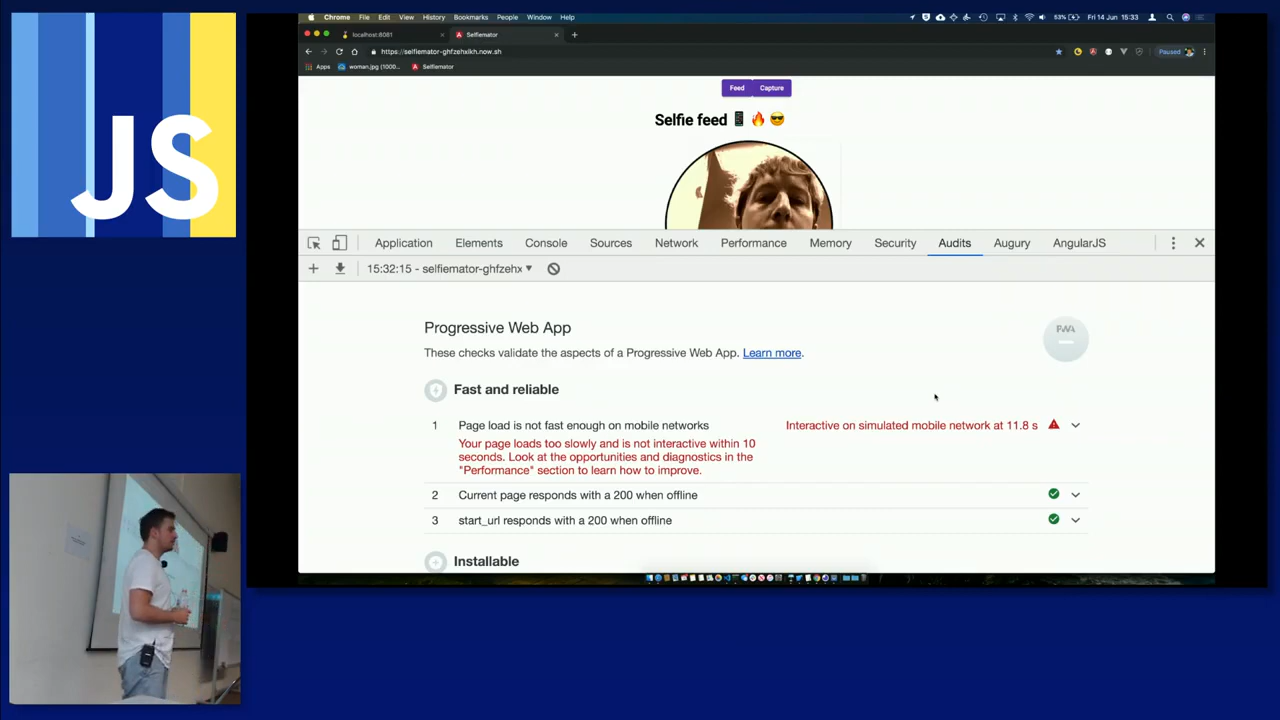 JS
Chrome File Edit View History Bookmarks People Window Help
53% Fri 14 Jun 15:33
localhost:8081
Selfiemator
https://selfiemator-ghfzehxlkh.now.sh
Paused
Apps woman.jpg (1000... Selfiemator
Feed Capture
Selfie feed 📱 🔥 😎
Application Elements Console Sources Network Performance Memory Security Audits Augury AngularJS
15:32:15 - selfiemator-ghfzehx
Progressive Web App
PWA
These checks validate the aspects of a Progressive Web App. Learn more.
Fast and reliable
1 Page load is not fast enough on mobile networks Interactive on simulated mobile network at 11.8 s
Your page loads too slowly and is not interactive within 10
seconds. Look at the opportunities and diagnostics in the
"Performance" section to learn how to improve.
2 Current page responds with a 200 when offline
3 start_url responds with a 200 when offline
Installable